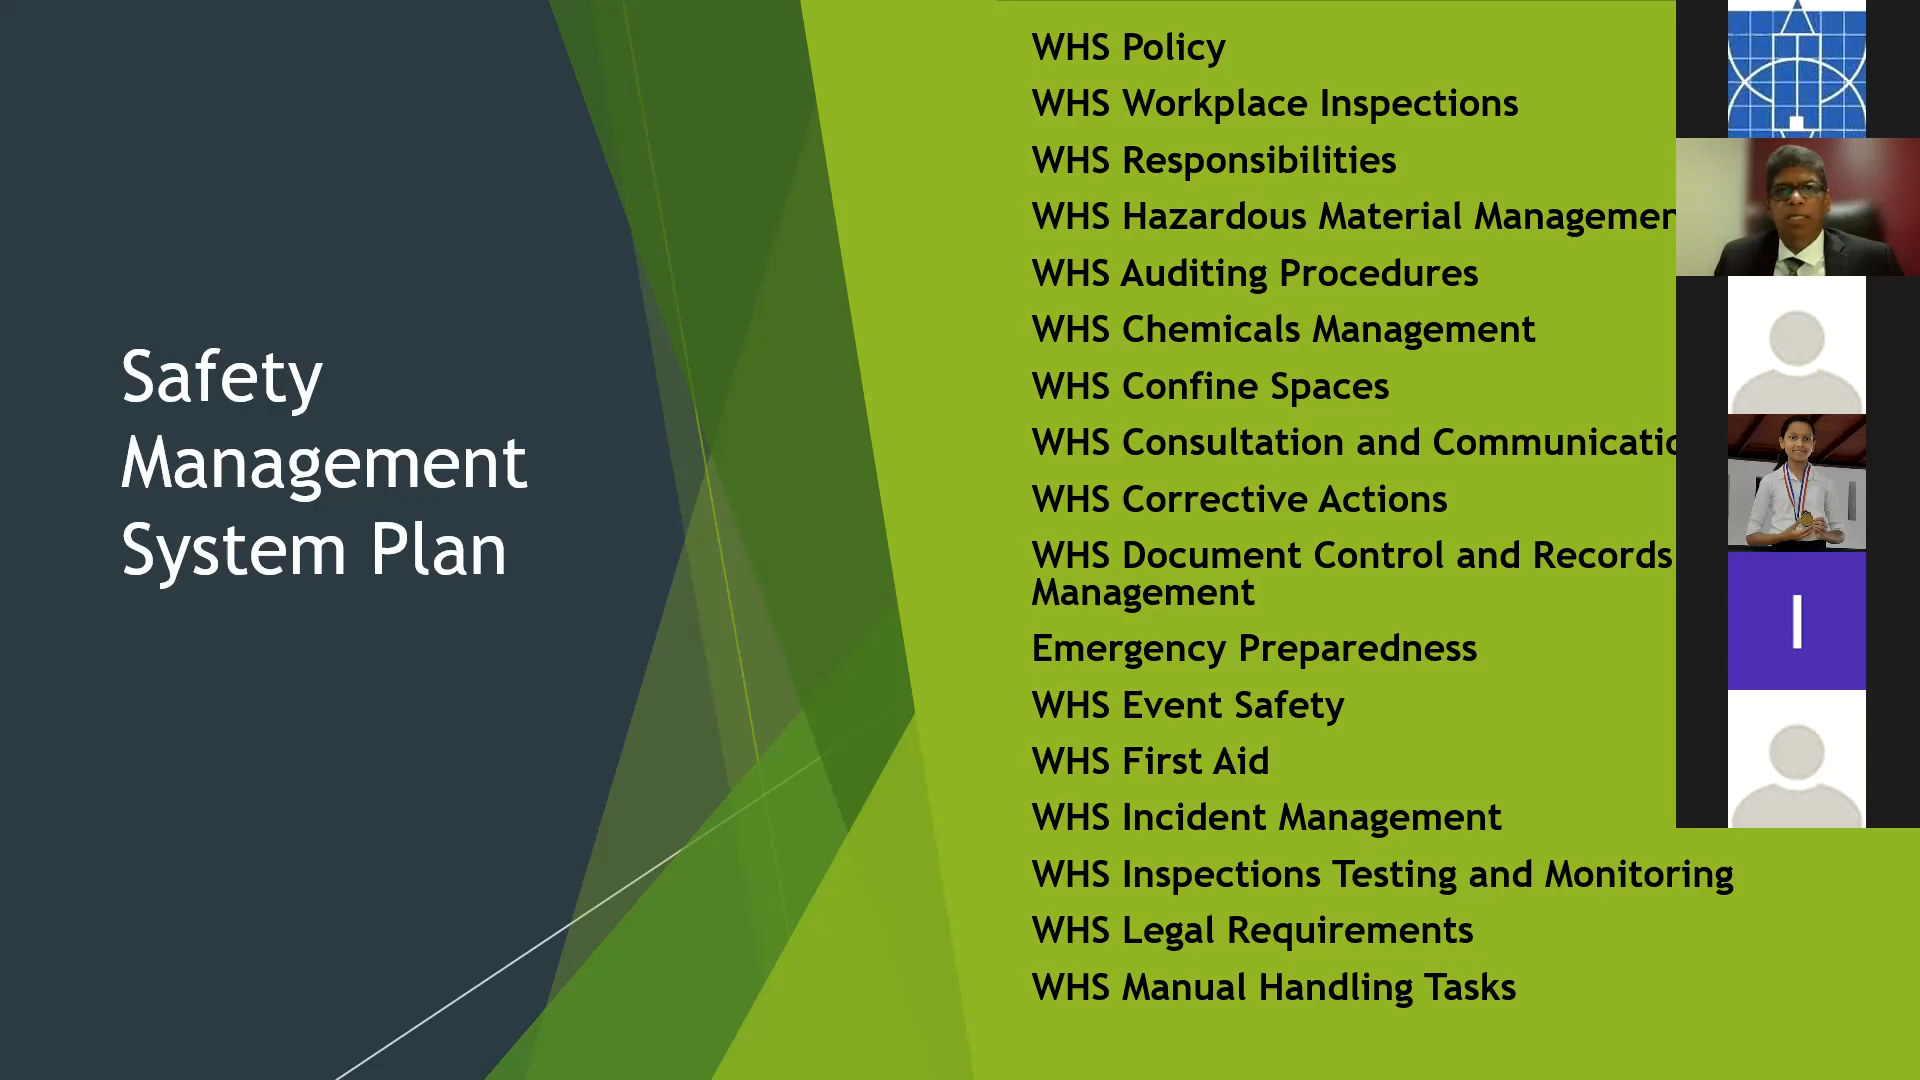 Safety
Management
System Plan
WHS Policy
WHS Workplace Inspections
WHS Responsibilities
WHS Hazardous Material
WHS Auditing Procedures
WHS Chemicals Management
WHS Confine Spaces
WHS Consultation and
WHS Corrective Actions
WHS Document Control and Records
Management
Emergency Preparedness
WHS Event Safety
WHS First Aid
WHS Incident Management
WHS Inspections Testing and Monitoring
WHS Legal Requirements
WHS Manual Handling Tasks
I